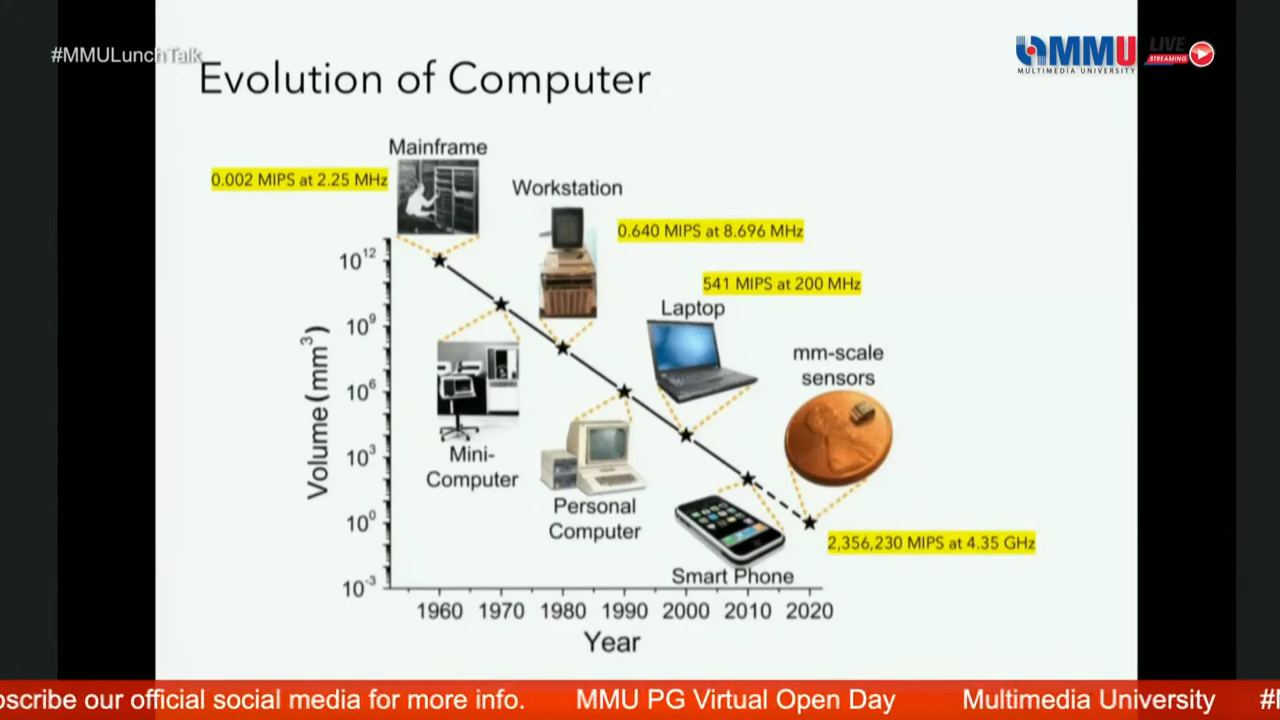 #MMULunchTalk
MMU
MULTIMEDIA UNIVERSITY
LIVE
STREAMING
Evolution of Computer
Mainframe
0.002 MIPS at 2.25 MHz
Workstation
0.640 MIPS at 8.696 MHz
541 MIPS at 200 MHz
Laptop
mm-scale
sensors
Mini-
Computer
Personal
Computer
Smart Phone
2,356,230 MIPS at 4.35 GHz
Volume (mm³)
10¹²
10⁹
10⁶
10³
10⁰
10⁻³
1960 1970 1980 1990 2000 2010 2020
Year
bscribe our official social media for more info. MMU PG Virtual Open Day Multimedia University